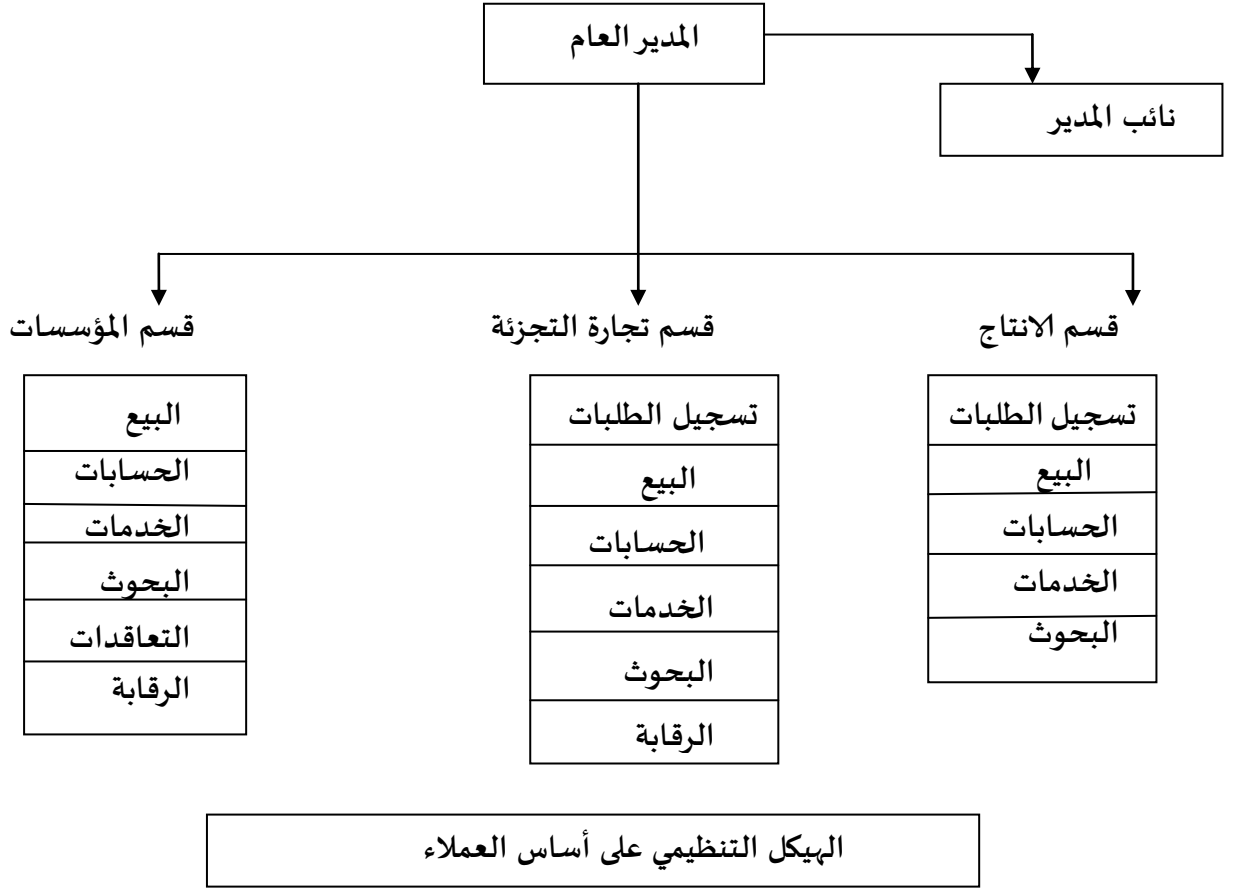 المدير العام
نائب المدير
قسم الانتاج
تسجيل الطلبات
البيع
الحسابات
الخدمات
البحوث
قسم تجارة التجزئة
تسجيل الطلبات
البيع
الحسابات
الخدمات
البحوث
الرقابة
قسم المؤسسات
البيع
الحسابات
الخدمات
البحوث
التعاقدات
الرقابة
الهيكل التنظيمي على أساس العملاء